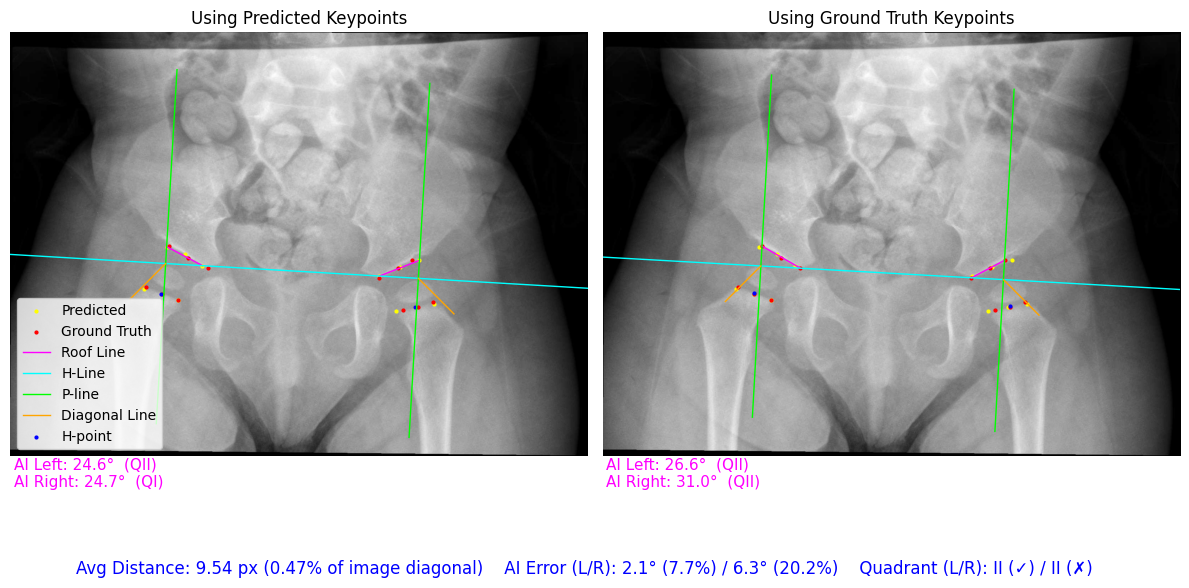 Using Predicted Keypoints
Using Ground Truth Keypoints
Predicted
Ground Truth
Roof Line
H-Line
P-line
Diagonal Line
H-point
AI Left: 24.6°  (QII)
AI Right: 24.7°  (QI)
AI Left: 26.6°  (QII)
AI Right: 31.0°  (QII)
Avg Distance: 9.54 px (0.47% of image diagonal)    AI Error (L/R): 2.1° (7.7%) / 6.3° (20.2%)    Quadrant (L/R): II (✓) / II (✗)